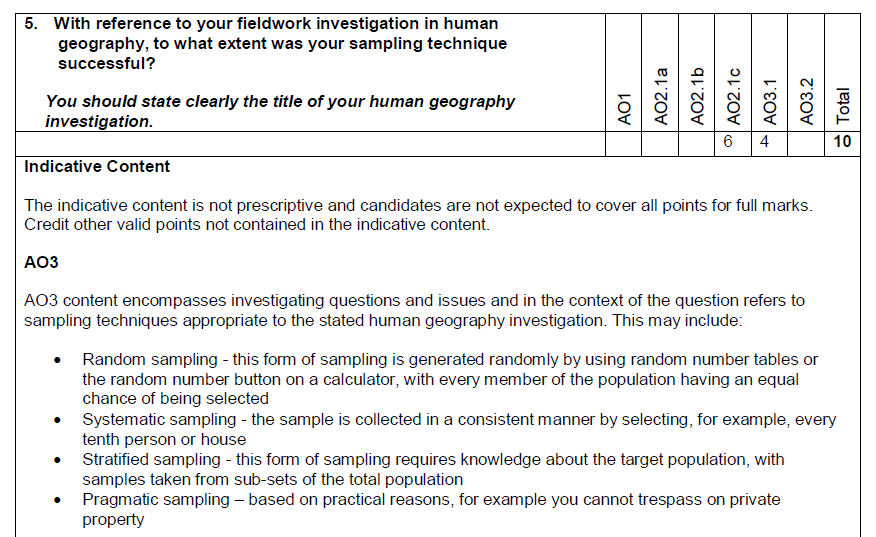 5. With reference to your fieldwork investigation in human
geography, to what extent was your sampling technique
successful?
You should state clearly the title of your human geography
investigation.
AO1
AO2.1a
AO2.1b
AO2.1c
AO3.1
AO3.2
Total
6 4 10
Indicative Content
The indicative content is not prescriptive and candidates are not expected to cover all points for full marks.
Credit other valid points not contained in the indicative content.
AO3
AO3 content encompasses investigating questions and issues and in the context of the question refers to
sampling techniques appropriate to the stated human geography investigation. This may include:
• Random sampling - this form of sampling is generated randomly by using random number tables or
the random number button on a calculator, with every member of the population having an equal
chance of being selected
• Systematic sampling - the sample is collected in a consistent manner by selecting, for example, every
tenth person or house
• Stratified sampling - this form of sampling requires knowledge about the target population, with
samples taken from sub-sets of the total population
• Pragmatic sampling – based on practical reasons, for example you cannot trespass on private
property